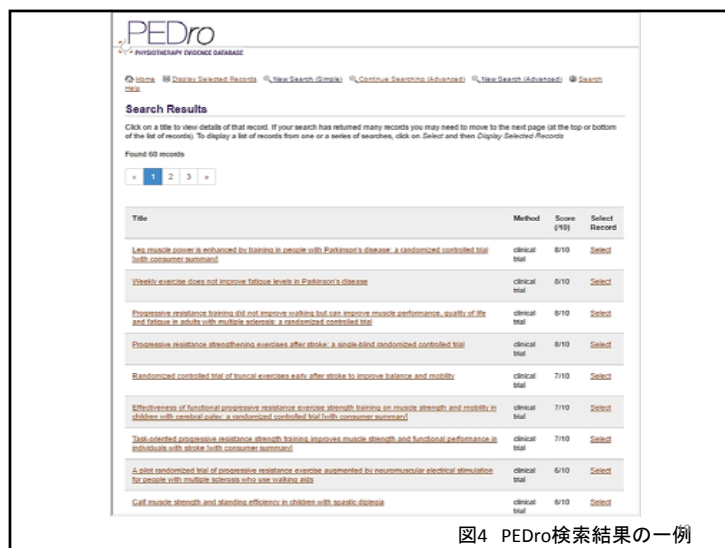 PEDro
PHYSIOTHERAPY EVIDENCE DATABASE
Home Display Selected Records New Search (Simple) Continue Searching (Advanced) New Search (Advanced) Search
Help
Search Results
Click on a title to view details of that record. If your search has returned many records you may need to move to the next page (at the top or bottom
of the list of records). To display a list of records from one or a series of searches, click on Select and then Display Selected Records
Found 60 records
« 1 2 3 »
Title Method Score (/10) Select Record
Leg muscle power is enhanced by training in people with Parkinson's disease: a randomized controlled trial
[with consumer summary] clinical trial 8/10 Select
Weekly exercise does not improve fatigue levels in Parkinson's disease clinical trial 8/10 Select
Progressive resistance training did not improve walking but can improve muscle performance, quality of life
and fatigue in adults with multiple sclerosis: a randomized controlled trial clinical trial 8/10 Select
Progressive resistance strengthening exercises after stroke: a single-blind randomized controlled trial clinical trial 8/10 Select
Randomized controlled trial of truncal exercises early after stroke to improve balance and mobility clinical trial 7/10 Select
Effectiveness of functional progressive resistance exercise strength training on muscle strength and mobility in
children with cerebral palsy: a randomized controlled trial [with consumer summary] clinical trial 7/10 Select
Task-oriented progressive resistance strength training improves muscle strength and functional performance in
individuals with stroke [with consumer summary] clinical trial 7/10 Select
A pilot randomized trial of progressive resistance exercise augmented by neuromuscular electrical stimulation
for people with multiple sclerosis who use walking aids clinical trial 6/10 Select
Calf muscle strength and standing efficiency in children with spastic diplegia clinical trial 6/10 Select
図4 PEDro検索結果の一例